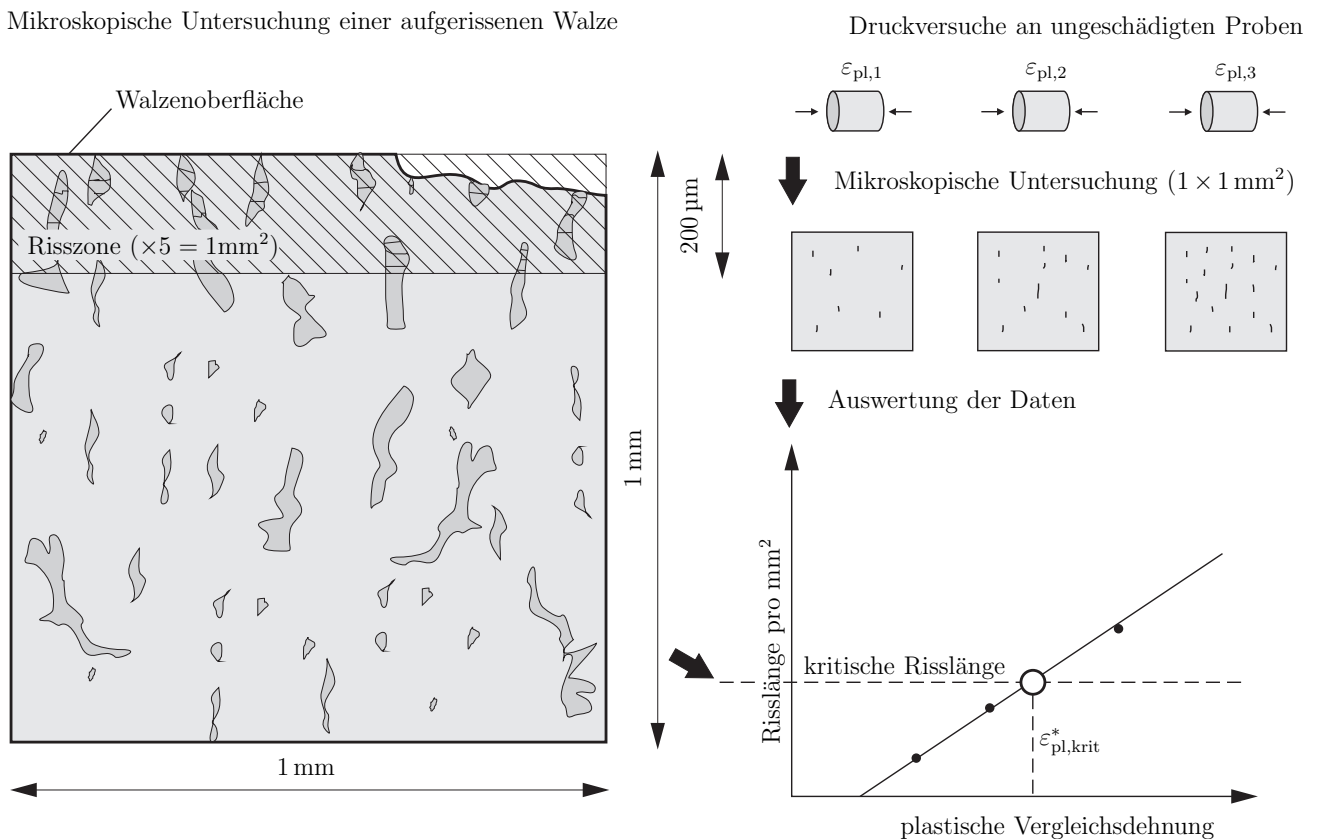 Mikroskopische Untersuchung einer aufgerissenen Walze
Walzenoberfläche
Risszone (×5 = 1mm²)
200 µm
1 mm
1 mm
Druckversuche an ungeschädigten Proben
εpl,1
εpl,2
εpl,3
Mikroskopische Untersuchung (1 × 1 mm²)
Auswertung der Daten
Risslänge pro mm²
kritische Risslänge
ε*pl,krit
plastische Vergleichsdehnung